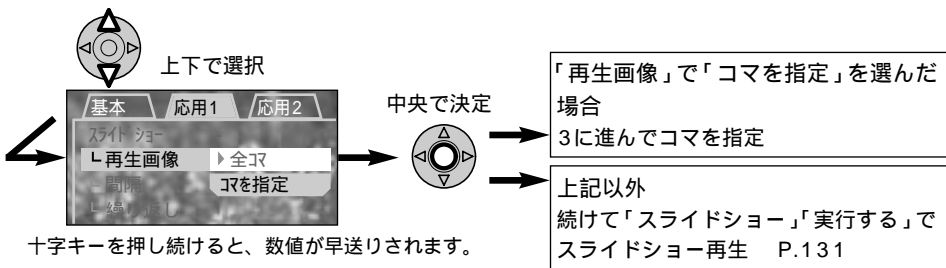 上下で選択
基本 応用1 応用2
スライド ショー
┗再生画像 ▶全コマ
┗間隔 コマを指定
┗繰り返し
十字キーを押し続けると、数値が早送りされます。
中央で決定
「再生画像」で「コマを指定」を選んだ
場合
3に進んでコマを指定
上記以外
続けて「スライドショー」「実行する」で
スライドショー再生 P.131